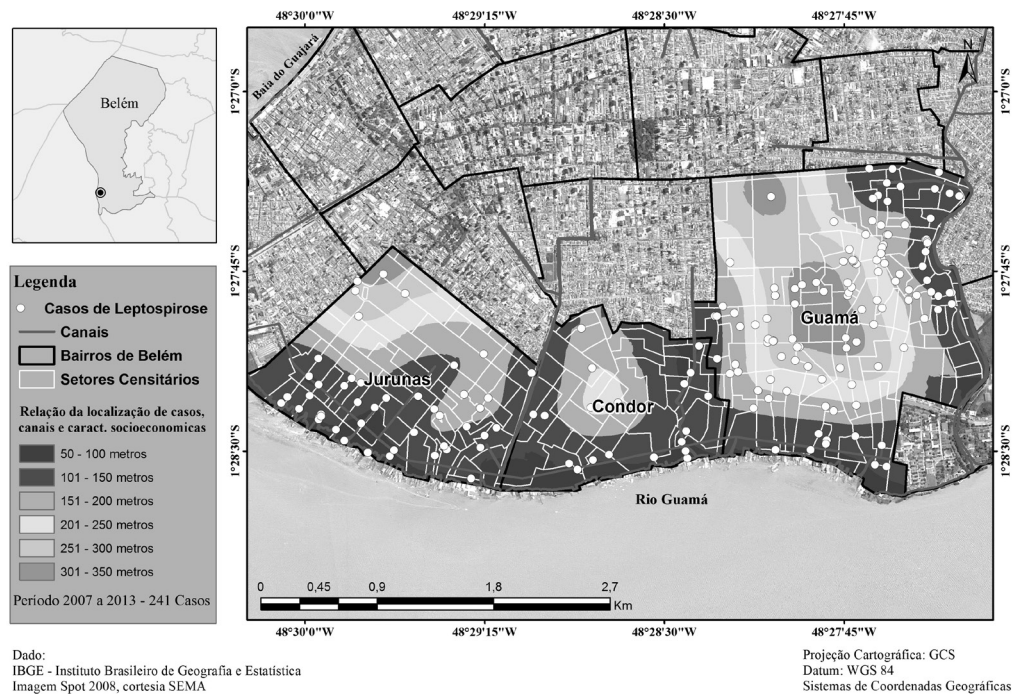 48°30'0"W
48°29'15"W
48°28'30"W
48°27'45"W
Baía do Guajará
N
Belém
1°27'0"S
1°27'0"S
1°27'45"S
1°27'45"S
1°28'30"S
1°28'30"S
Legenda
Casos de Leptospirose
Canais
Bairros de Belém
Setores Censitários
Relação da localização de casos,
canais e caract. socioeconomicas
50 - 100 metros
101 - 150 metros
151 - 200 metros
201 - 250 metros
251 - 300 metros
301 - 350 metros
Período 2007 a 2013 - 241 Casos
Guamá
Jurunas
Condor
Rio Guamá
0 0,45 0,9 1,8 2,7
Km
48°30'0"W
48°29'15"W
48°28'30"W
48°27'45"W
Dado:
IBGE - Instituto Brasileiro de Geografia e Estatística
Imagem Spot 2008, cortesia SEMA
Projeção Cartográfica: GCS
Datum: WGS 84
Sistemas de Coordenadas Geográficas